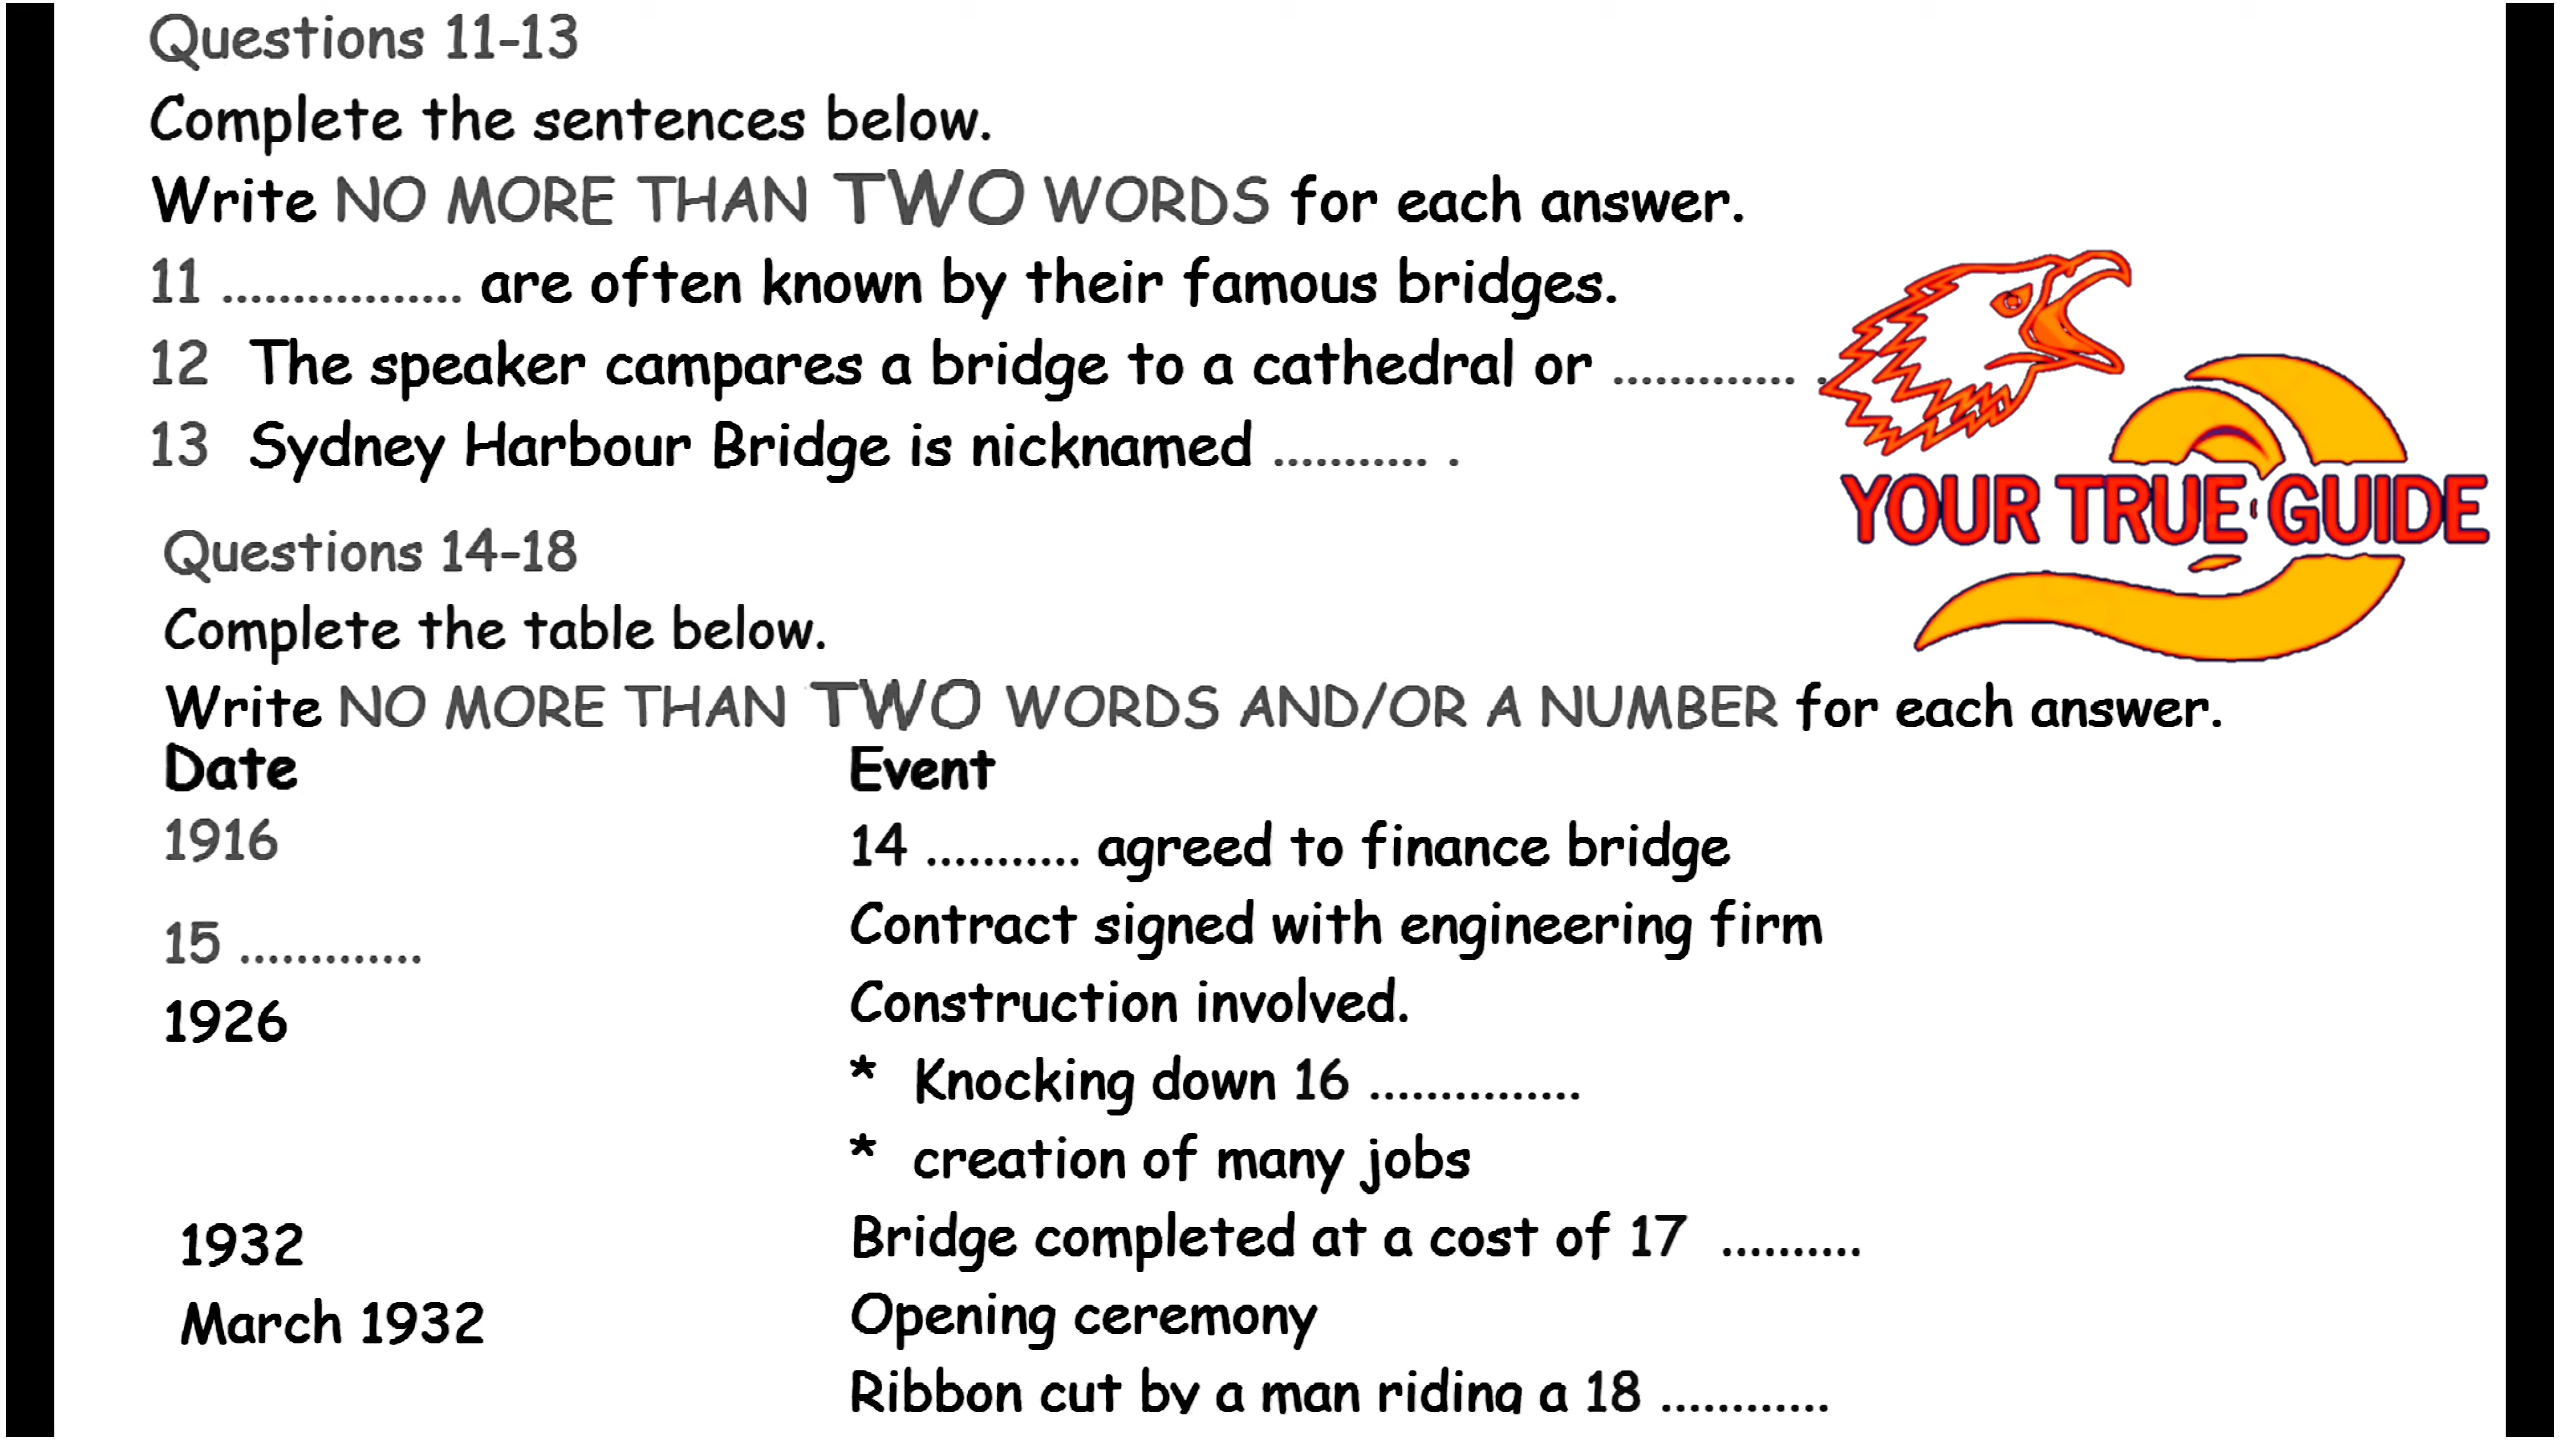 Questions 11-13
Complete the sentences below.
Write NO MORE THAN TWO WORDS for each answer.
11 ................. are often known by their famous bridges.
12 The speaker campares a bridge to a cathedral or ............. .
13 Sydney Harbour Bridge is nicknamed ........... .
YOUR TRUE GUIDE
Questions 14-18
Complete the table below.
Write NO MORE THAN TWO WORDS AND/OR A NUMBER for each answer.
Date Event
1916 14 ........... agreed to finance bridge
15 ............. Contract signed with engineering firm
1926 Construction involved.
* Knocking down 16 ...............
* creation of many jobs
1932 Bridge completed at a cost of 17 ..........
March 1932 Opening ceremony
Ribbon cut by a man riding a 18 ............